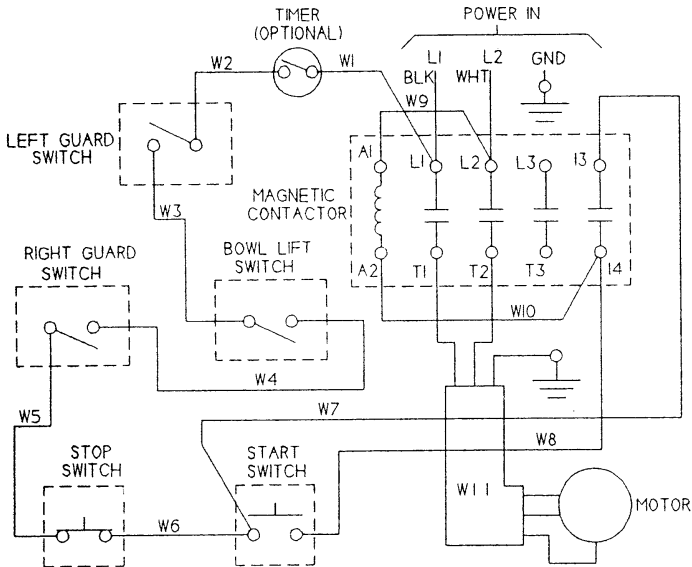 TIMER
(OPTIONAL)
POWER IN
L1
L2
GND
BLK
WHT
W2
W1
W9
LEFT GUARD
SWITCH
A1
L1
L2
L3
13
MAGNETIC
CONTACTOR
W3
RIGHT GUARD
SWITCH
BOWL LIFT
SWITCH
A2
T1
T2
T3
14
W10
W4
W5
W7
W8
STOP
SWITCH
START
SWITCH
W6
W11
MOTOR